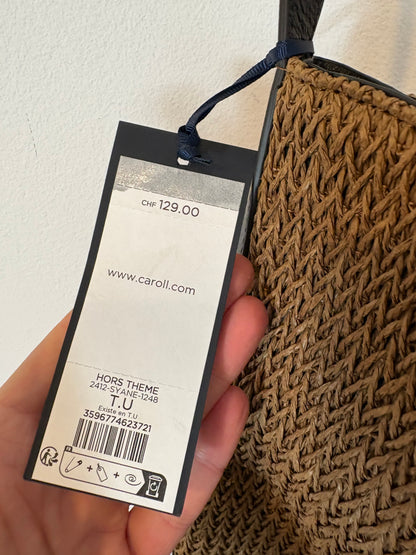 CHF 129.00
www.caroll.com
HORS THEME
2412-SYANE-1248
T.U
Existe en T.U
3596774623721